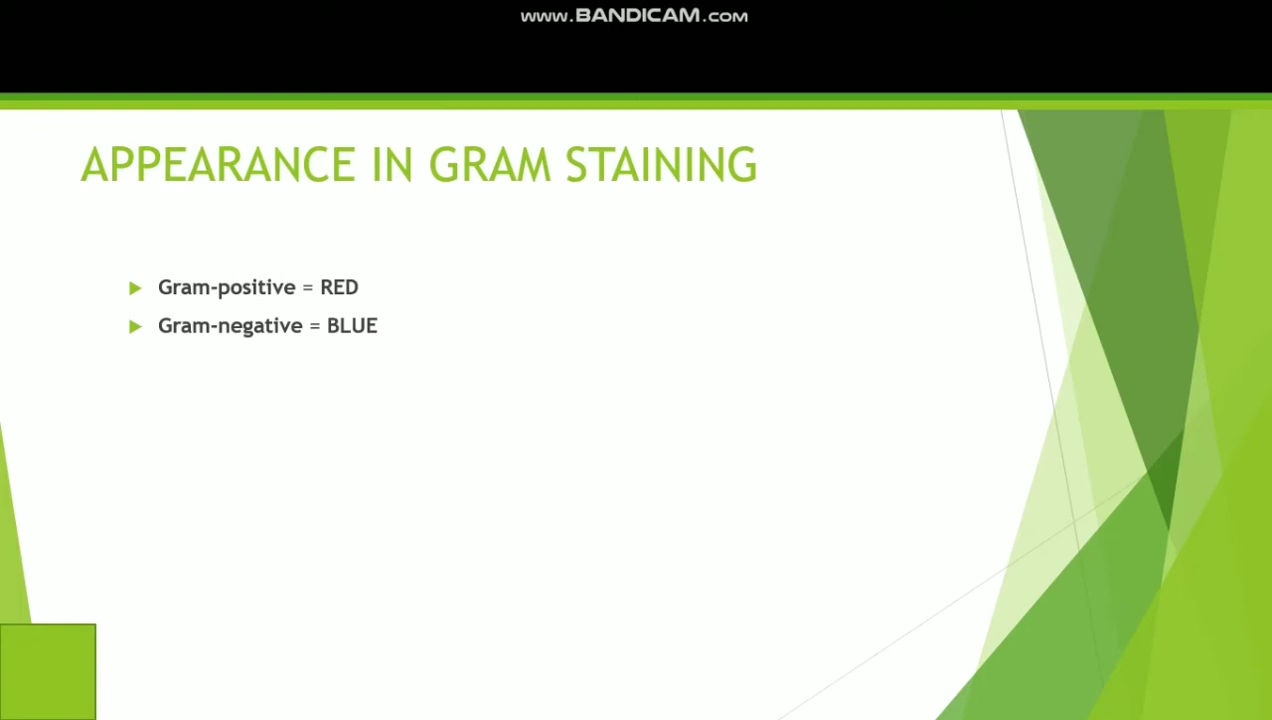 www.BANDICAM.com
APPEARANCE IN GRAM STAINING
Gram-positive = RED
Gram-negative = BLUE